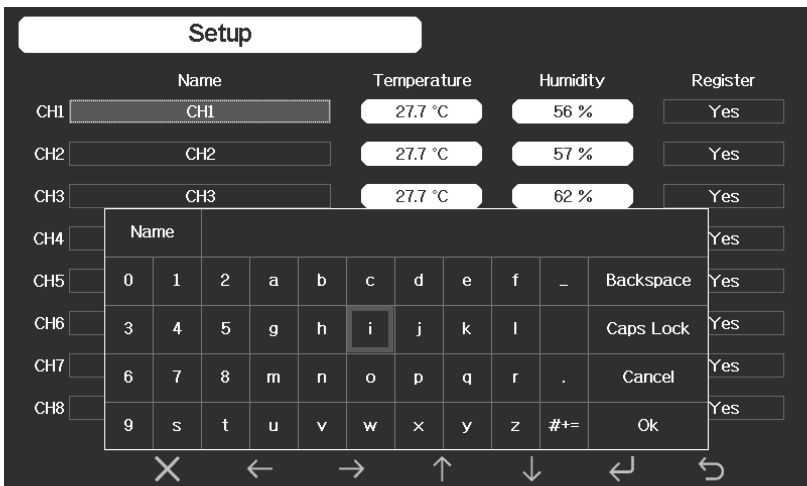 Setup
Name Temperature Humidity Register
CH1 CH1 27.7 °C 56 % Yes
CH2 CH2 27.7 °C 57 % Yes
CH3 CH3 27.7 °C 62 % Yes
CH4 Name Yes
CH5 0 1 2 a b c d e f _ Backspace Yes
CH6 3 4 5 g h i j k l Caps Lock Yes
CH7 6 7 8 m n o p q r . Cancel Yes
CH8 9 s t u v w x y z #+= Ok Yes